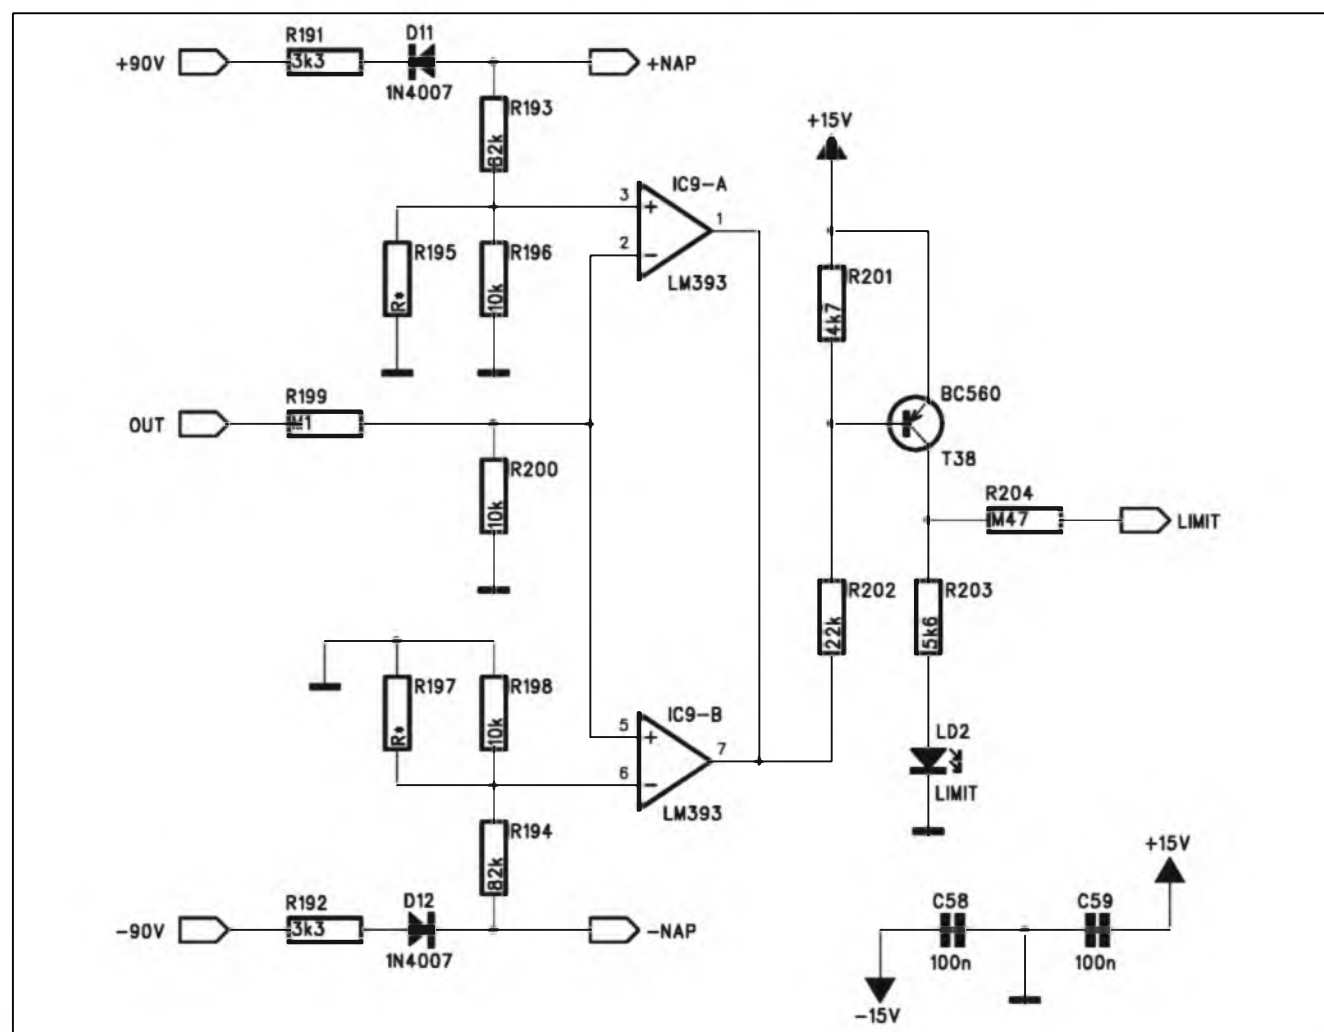 R191
3k3
D11
+90V
+NAP
1N4007
R193
82k
+15V
IC9-A
3
+
1
2
-
R195
R*
R196
10k
LM393
R201
4k7
R199
M1
BC560
OUT
T38
R200
10k
R204
M47
LIMIT
R202
22k
R203
5k6
R197
R*
R198
10k
IC9-B
5
+
7
6
-
LM393
LD2
LIMIT
R194
82k
+15V
R192
3k3
D12
C58
C59
-90V
-NAP
1N4007
100n
100n
-15V